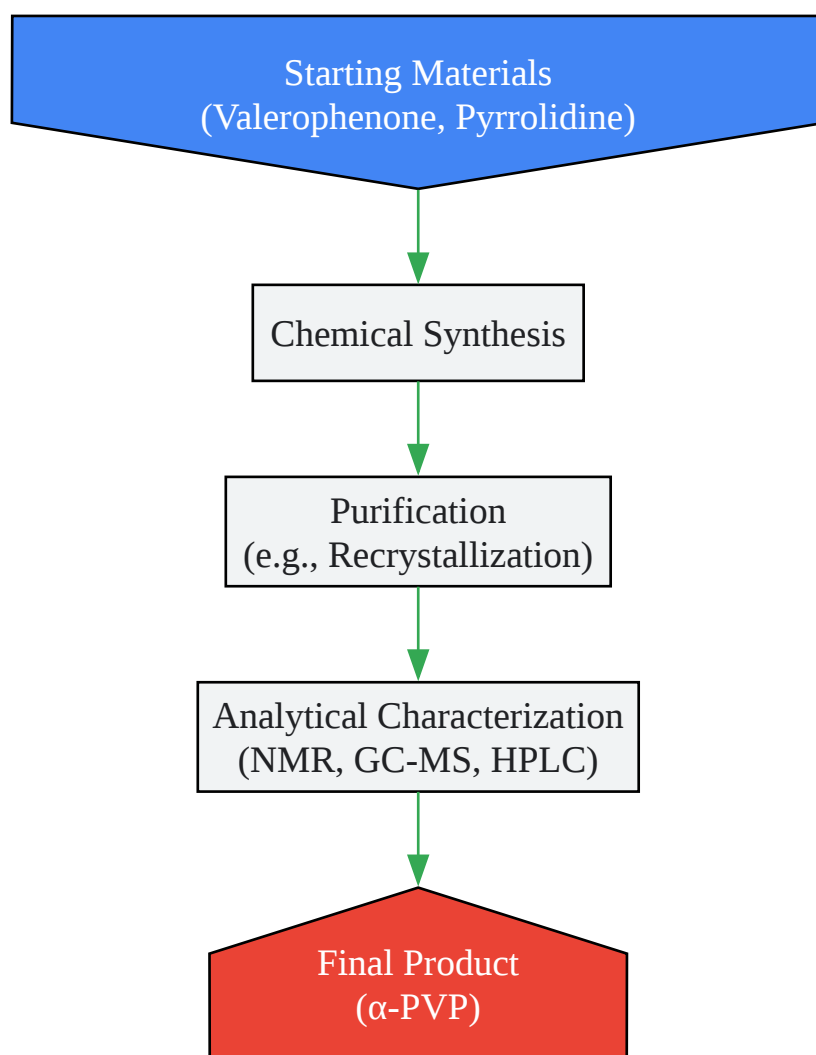 Starting Materials
(Valerophenone, Pyrrolidine)
Chemical Synthesis
Purification
(e.g., Recrystallization)
Analytical Characterization
(NMR, GC-MS, HPLC)
Final Product
(α-PVP)